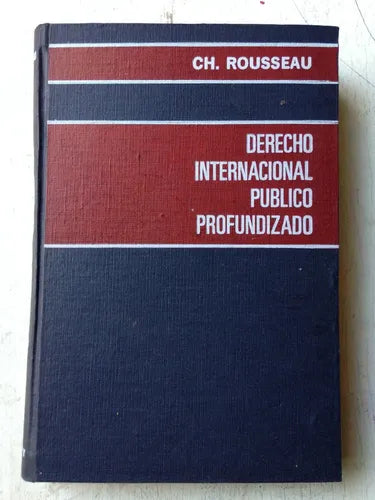 CH. ROUSSEAU
DERECHO
INTERNACIONAL
PUBLICO
PROFUNDIZADO